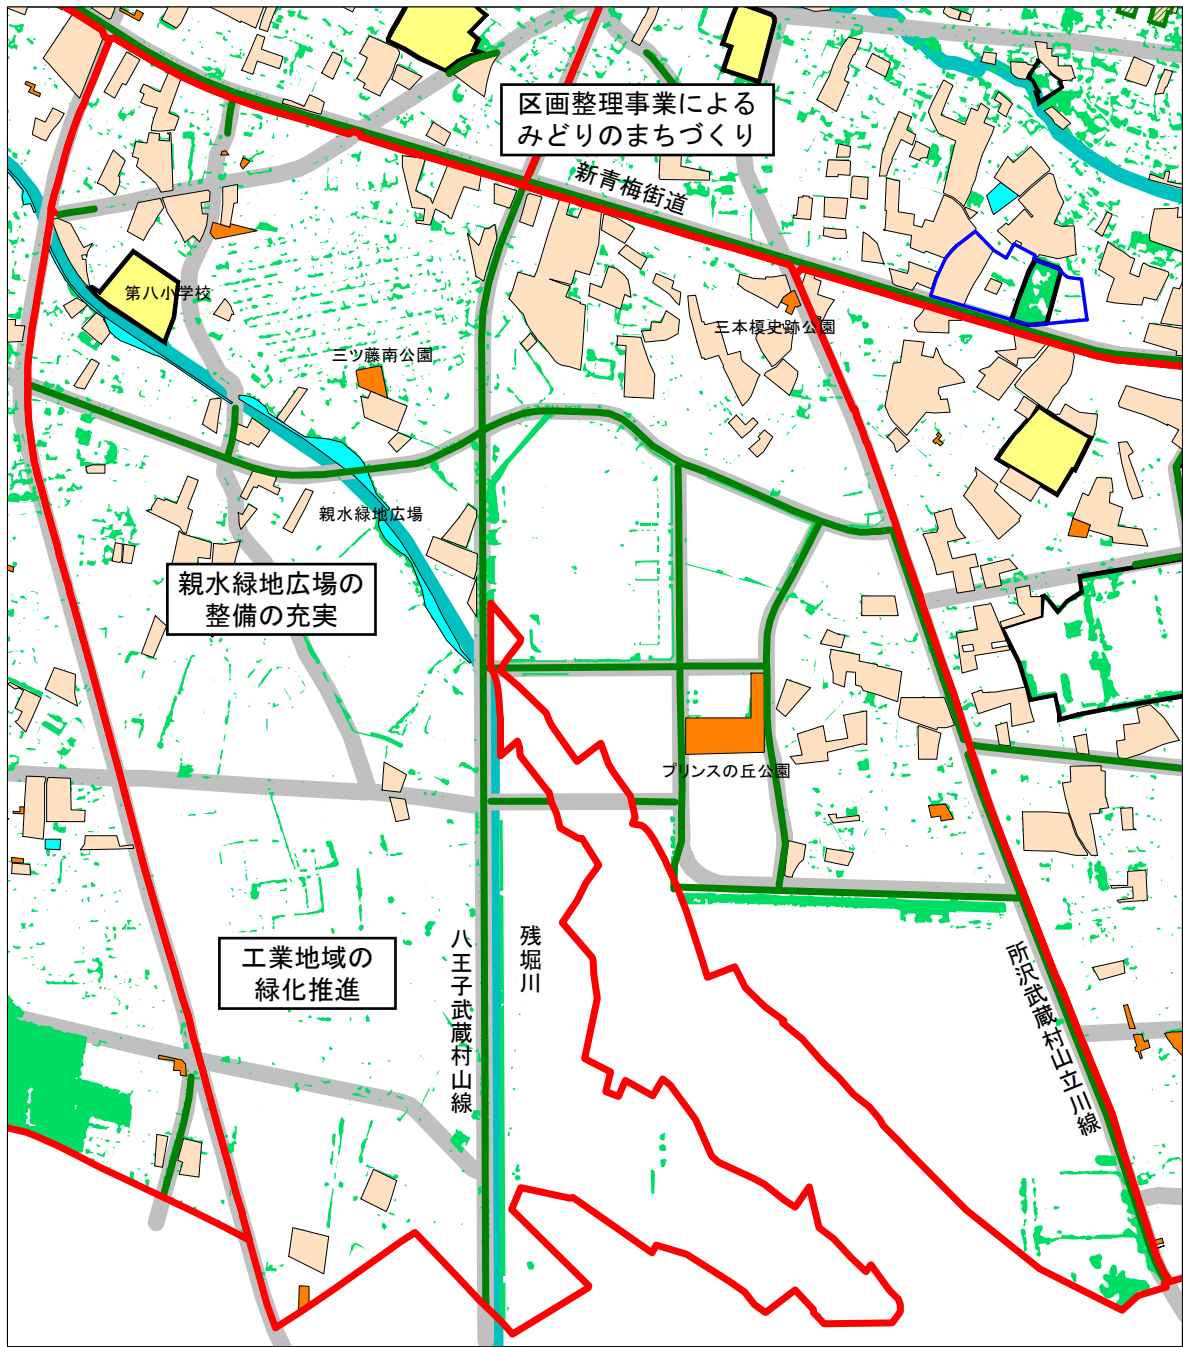 区画整理事業による
みどりのまちづくり
新青梅街道
第八小学校
三本榎史跡公園
三ツ藤南公園
親水緑地広場
親水緑地広場の
整備の充実
プリンスの丘公園
工業地域の
緑化推進
八王子武蔵村山線
残堀川
所沢武蔵村山立川線